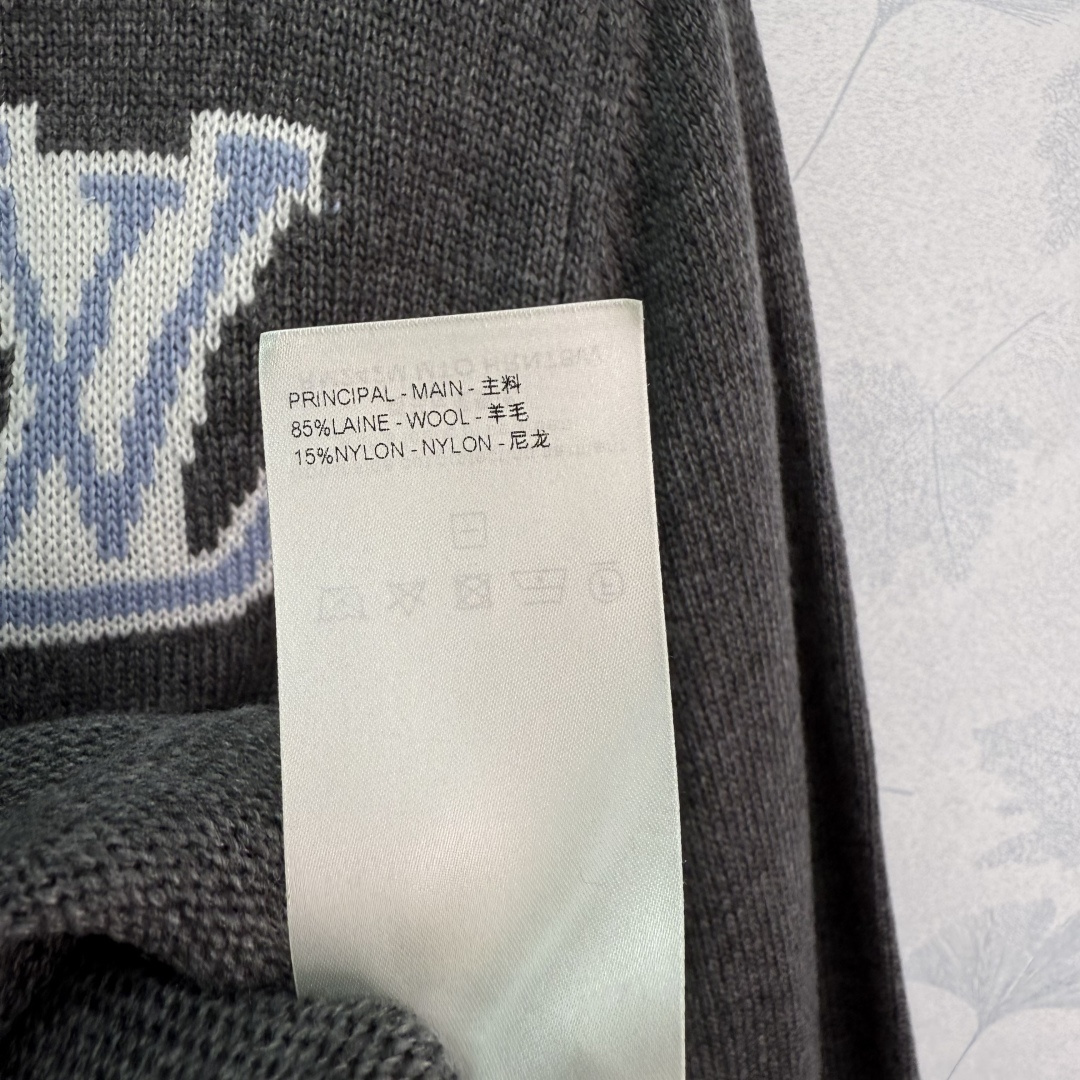 PRINCIPAL - MAIN - 主料
85%LAINE - WOOL - 羊毛
15%NYLON - NYLON - 尼龙